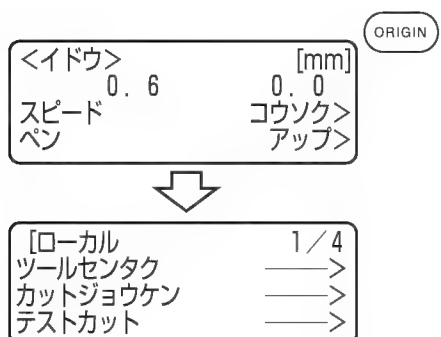 ORIGIN
<イドウ> [mm]
0. 6 0. 0
スピード コウソク>
ペン アップ>
[ローカル 1/4
ツールセンタク ――>
カットジョウケン ――>
テストカット ――>